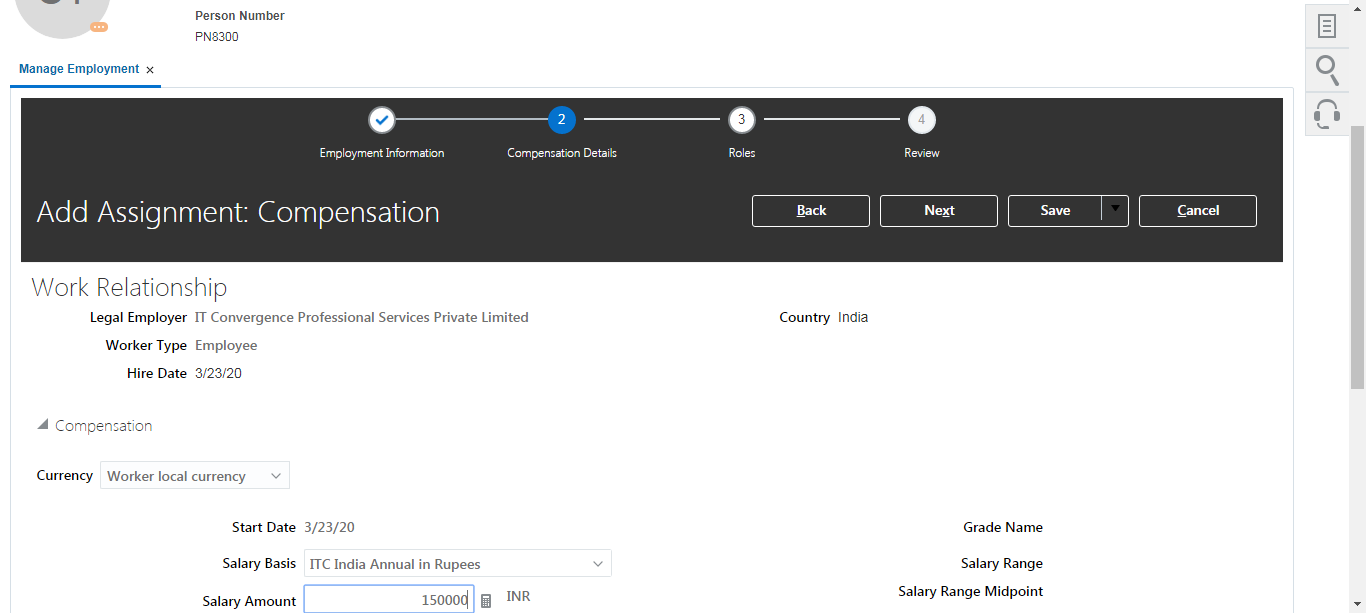 Person Number
PN8300
Manage Employment ×
2 3 4
Employment Information Compensation Details Roles Review
Add Assignment: Compensation Back Next Save Cancel
Work Relationship
Legal Employer IT Convergence Professional Services Private Limited Country India
Worker Type Employee
Hire Date 3/23/20
Compensation
Currency Worker local currency
Start Date 3/23/20 Grade Name
Salary Basis ITC India Annual in Rupees Salary Range
Salary Amount 150000 INR Salary Range Midpoint